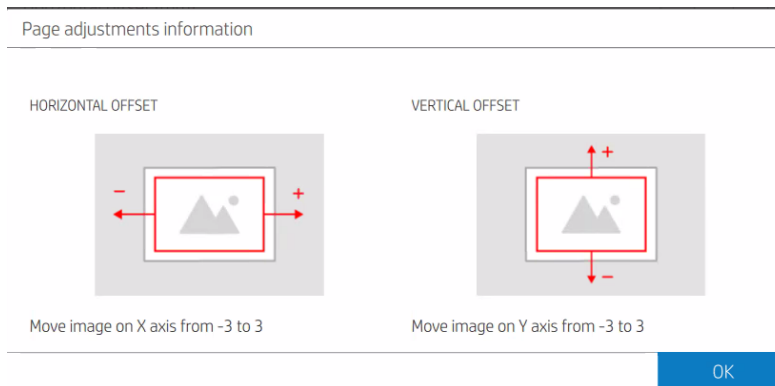 Page adjustments information
HORIZONTAL OFFSET
VERTICAL OFFSET
-
+
+
-
Move image on X axis from -3 to 3
Move image on Y axis from -3 to 3
OK